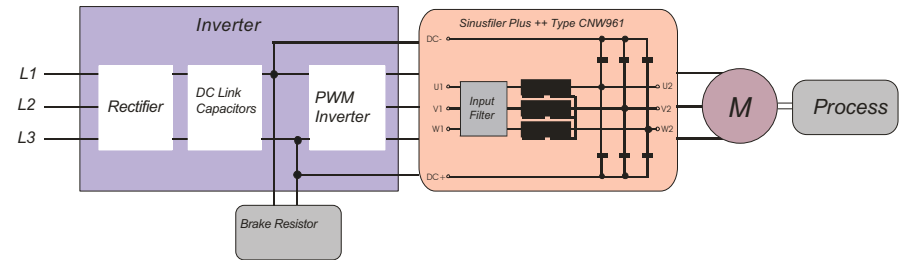 Inverter
Sinusfiler Plus ++ Type CNW961
DC-
L1
L2
L3
Rectifier
DC Link
Capacitors
PWM
Inverter
U1
V1
W1
Input
Filter
U2
V2
W2
M
Process
DC+
Brake Resistor